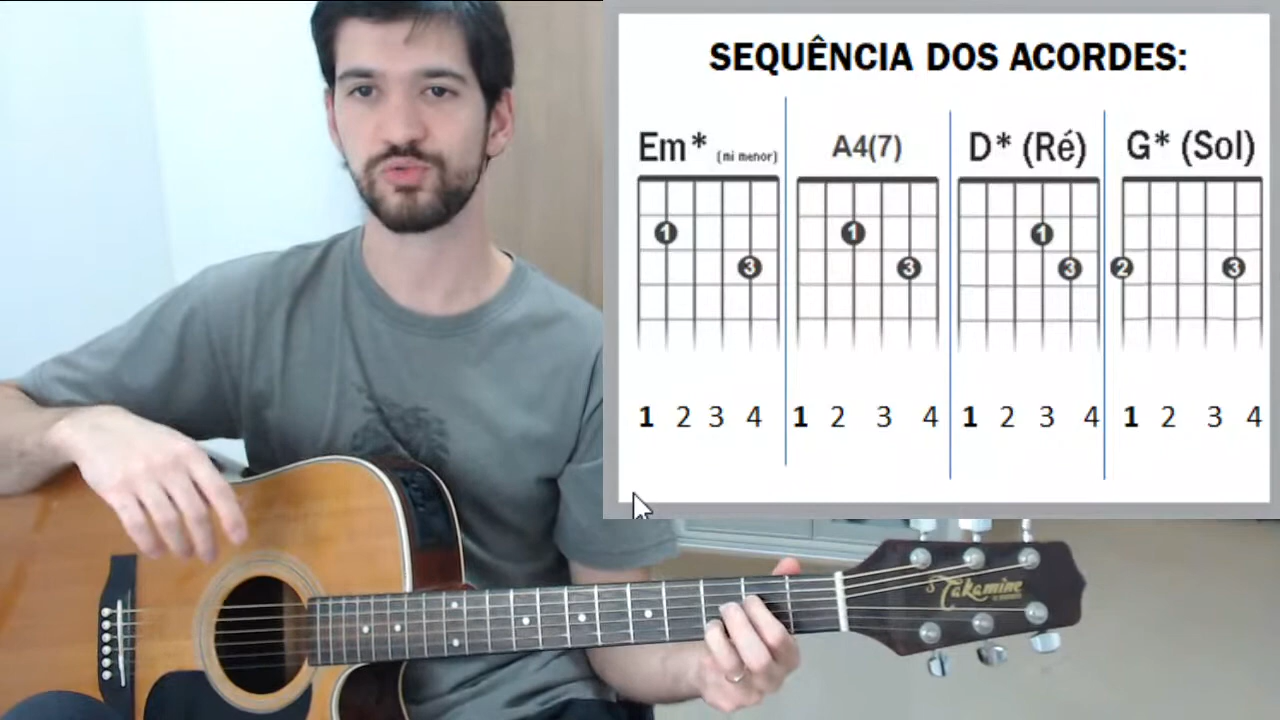 SEQUÊNCIA DOS ACORDES:
Em* (mi menor) A4(7) D* (Ré) G* (Sol)
1 1 1
3 3 3 2 3
1 2 3 4 1 2 3 4 1 2 3 4 1 2 3 4
Takamine